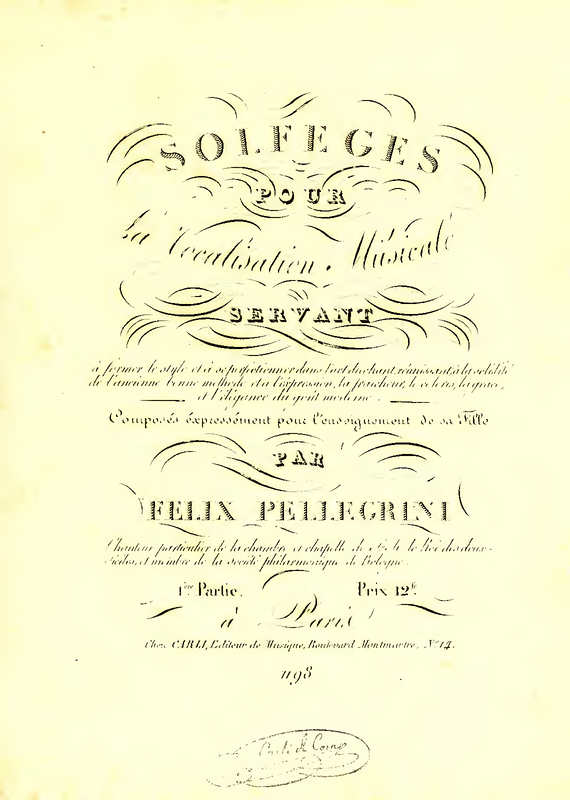 SOLFEGES
POUR
La Vocalisation Musicale
SERVANT
à former le style et à se perfectionner dans l'art du chant, réunissant à la solidité
de l'ancienne bonne méthode et à l'expression, la fraicheur, le coloris, la grace,
et l'élégance du goût moderne.
Composés expressément pour l'enseignement de sa Fille
PAR
FELIX PELLEGRINI
Chanteur particulier de la chambre et chapelle de le Roi des deux-
Siciles, et membre de la société philarmonique de Bologne.
1ere Partie. Prix 12f.
à Paris
Chez CARLI, Editeur de Musique, Boulevard Montmartre, No. 14.
1198
Carli & Comp